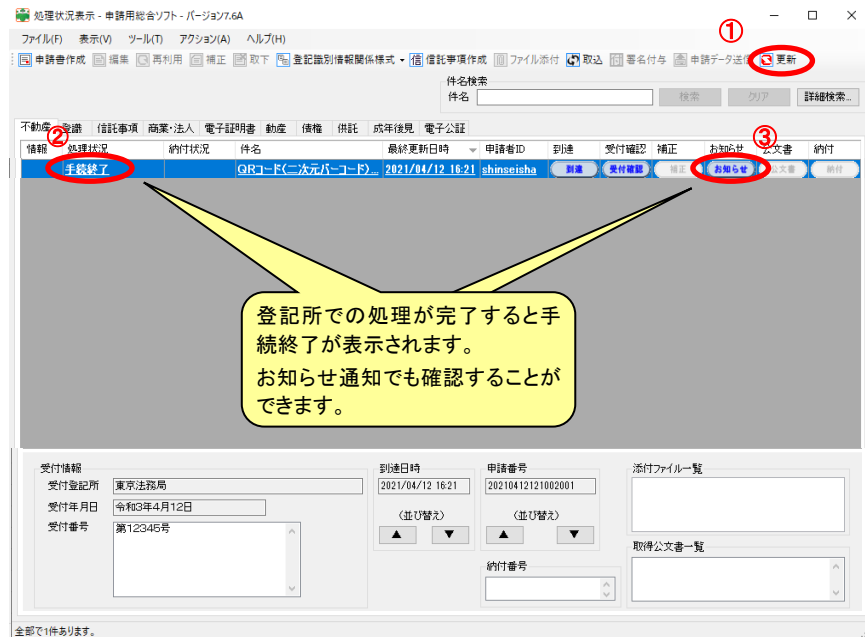 処理状況表示 - 申請用総合ソフト - バージョン7.6A
ファイル(F) 表示(V) ツール(T) アクション(A) ヘルプ(H)
①
申請書作成 編集 再利用 補正 取下 登記識別情報関係様式 信 信託事項作成 ファイル添付 取込 署名付与 申請データ送信 更新
件名検索
件名 検索 クリア 詳細検索...
不動産 登識 信託事項 商業・法人 電子証明書 動産 債権 供託 成年後見 電子公証
② ③
情報 処理状況 納付状況 件名 最終更新日時 申請者ID 到達 受付確認 補正 お知らせ 公文書 納付
手続終了 QRコード(二次元バーコード)... 2021/04/12 16:21 shinseisha 到達 受付確認 補正 お知らせ 公文書 納付
登記所での処理が完了すると手
続終了が表示されます。
お知らせ通知でも確認することが
できます。
受付情報 到達日時 申請番号 添付ファイル一覧
受付登記所 東京法務局 2021/04/12 16:21 20210412121002001
受付年月日 令和3年4月12日 (並び替え) (並び替え)
受付番号 第12345号 ▲ ▼ ▲ ▼
取得公文書一覧
納付番号
全部で1件あります。